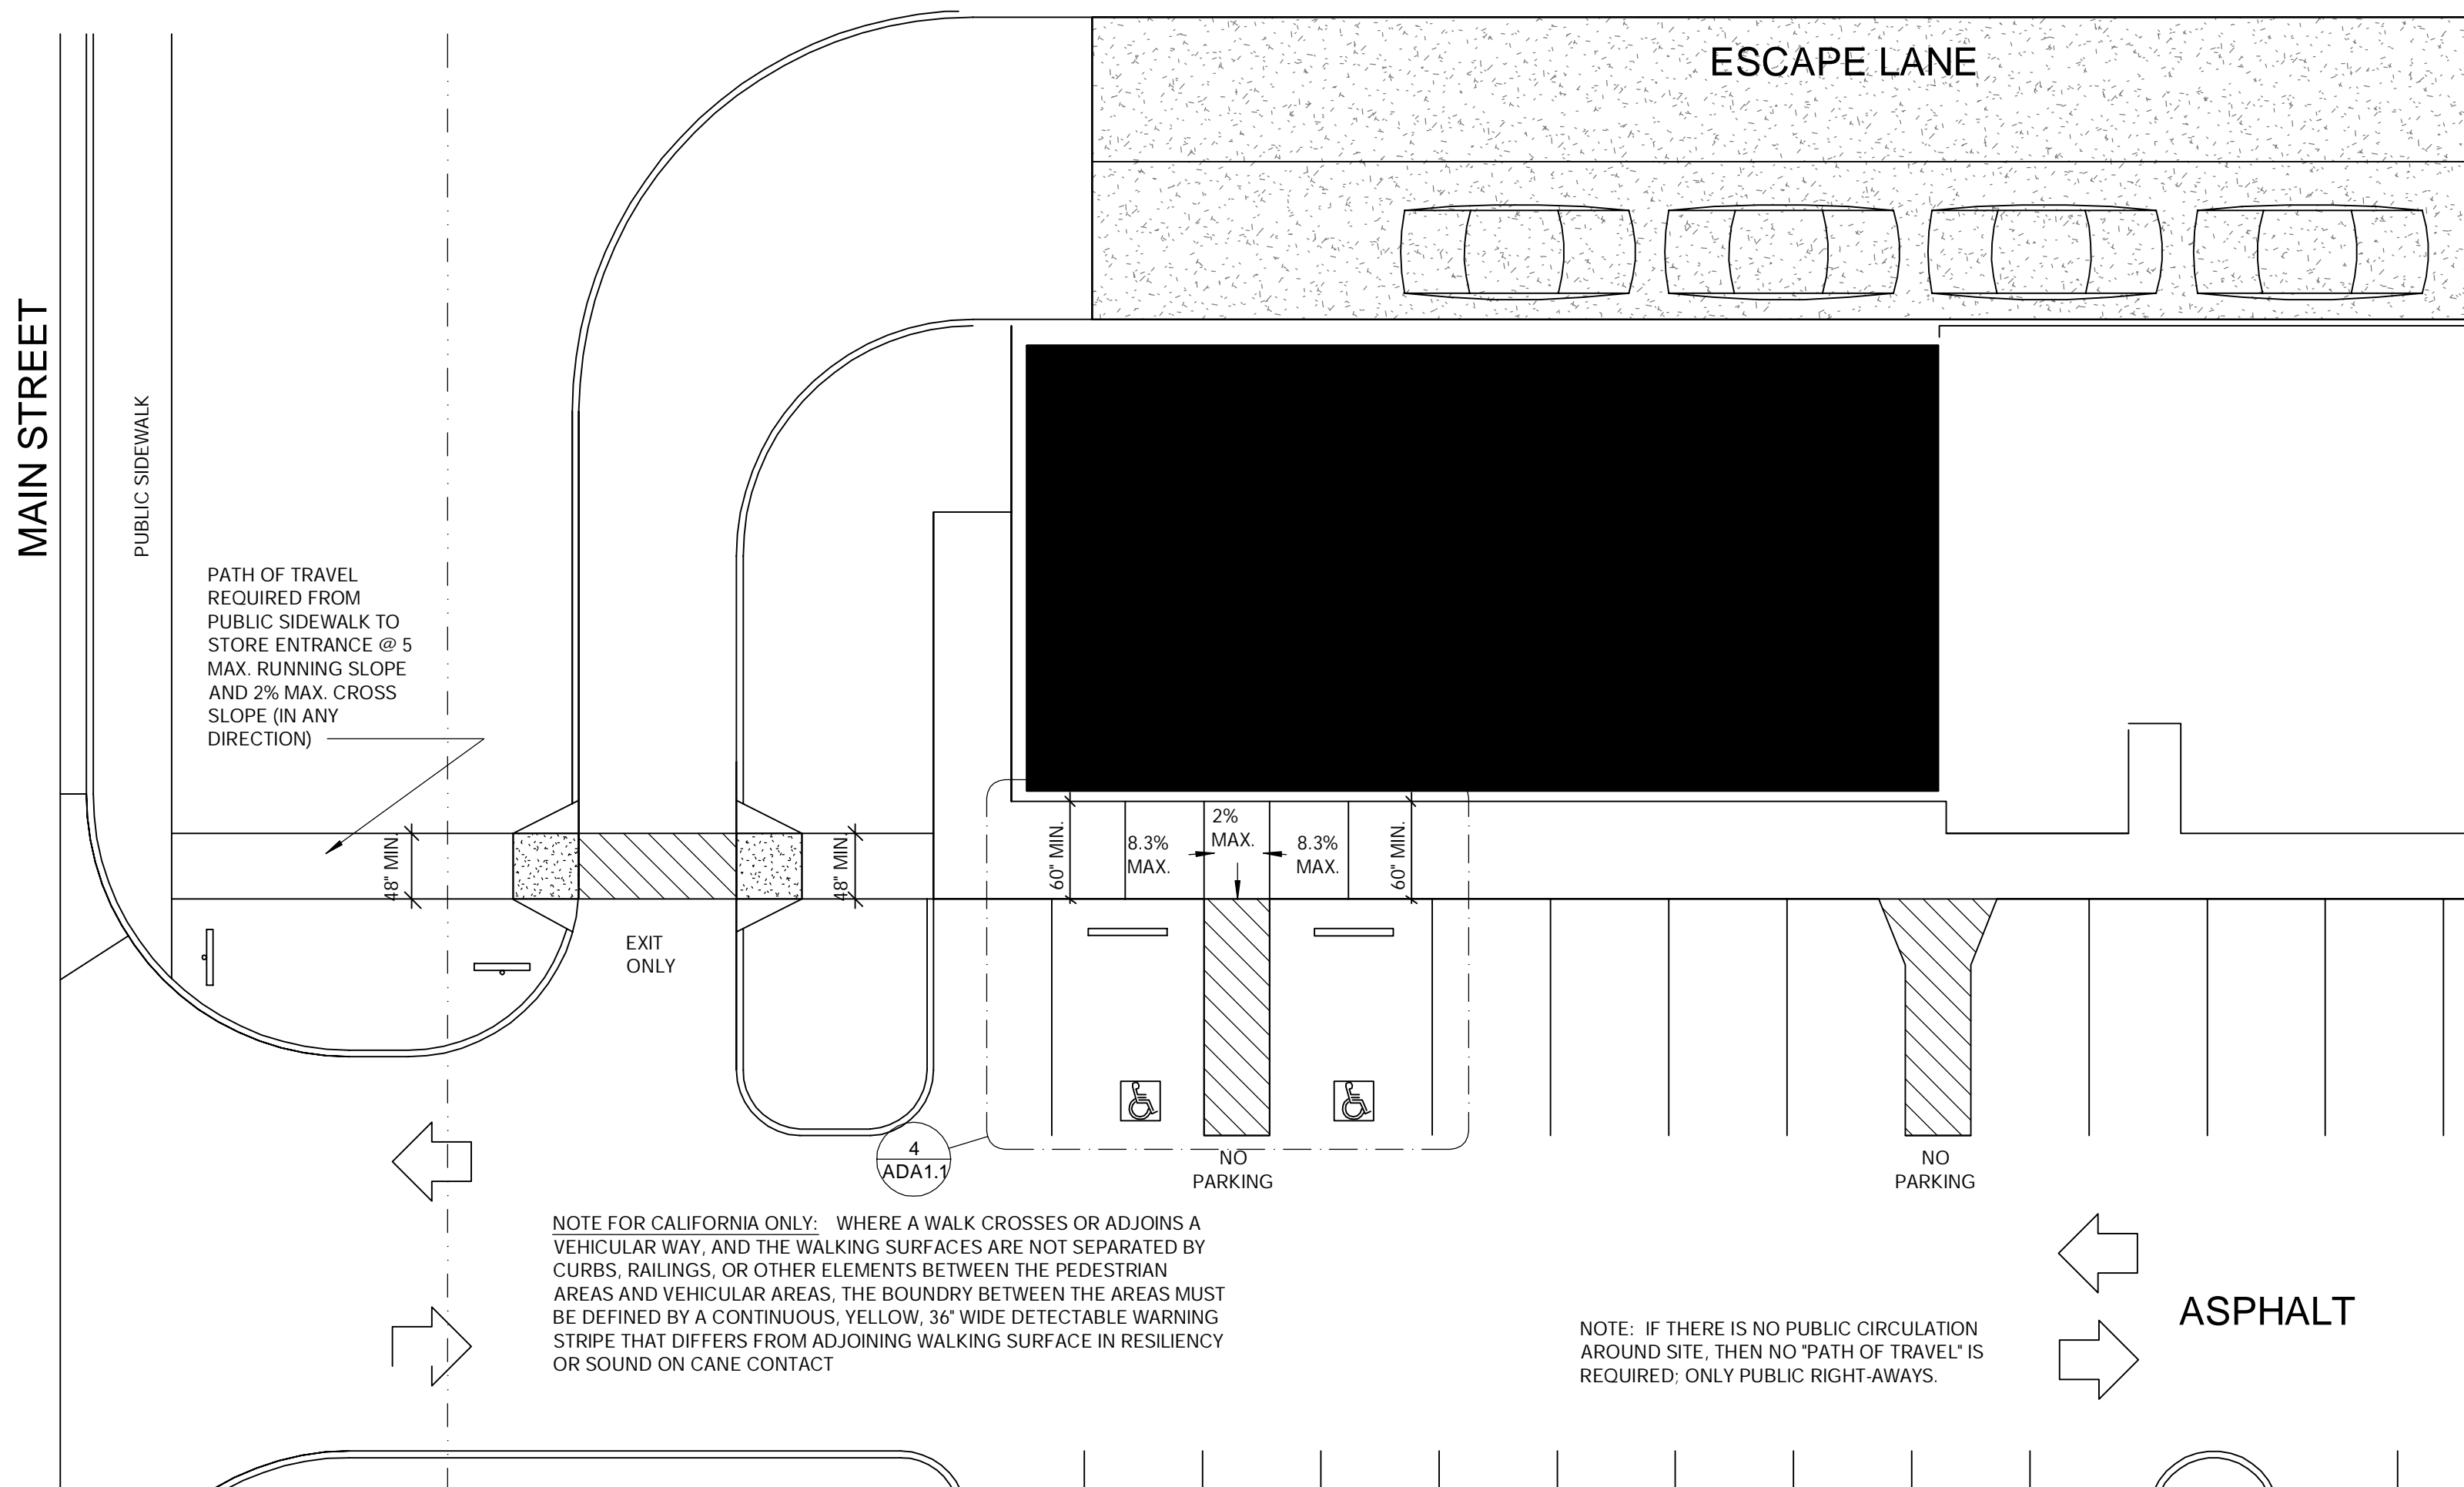 ESCAPE LANE
MAIN STREET
PUBLIC SIDEWALK
PATH OF TRAVEL
REQUIRED FROM
PUBLIC SIDEWALK TO
STORE ENTRANCE @ 5
MAX. RUNNING SLOPE
AND 2% MAX. CROSS
SLOPE (IN ANY
DIRECTION)
48" MIN.
48" MIN.
60" MIN.
8.3%
MAX.
2%
MAX.
8.3%
MAX.
60" MIN.
EXIT
ONLY
4
ADA1.1
NO
PARKING
NO
PARKING
NOTE FOR CALIFORNIA ONLY: WHERE A WALK CROSSES OR ADJOINS A
VEHICULAR WAY, AND THE WALKING SURFACES ARE NOT SEPARATED BY
CURBS, RAILINGS, OR OTHER ELEMENTS BETWEEN THE PEDESTRIAN
AREAS AND VEHICULAR AREAS, THE BOUNDRY BETWEEN THE AREAS MUST
BE DEFINED BY A CONTINUOUS, YELLOW, 36" WIDE DETECTABLE WARNING
STRIPE THAT DIFFERS FROM ADJOINING WALKING SURFACE IN RESILIENCY
OR SOUND ON CANE CONTACT
ASPHALT
NOTE: IF THERE IS NO PUBLIC CIRCULATION
AROUND SITE, THEN NO "PATH OF TRAVEL" IS
REQUIRED; ONLY PUBLIC RIGHT-AWAYS.